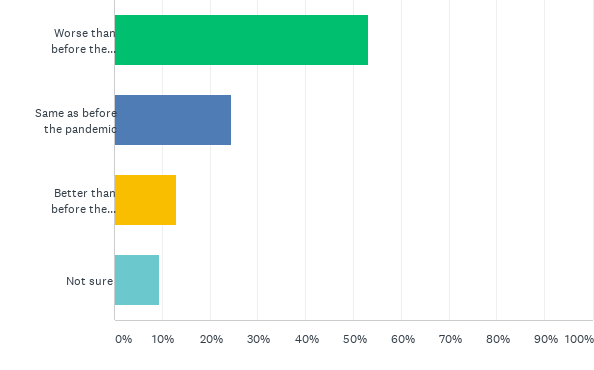 Worse than
before the...
Same as before
the pandemic
Better than
before the...
Not sure
0% 10% 20% 30% 40% 50% 60% 70% 80% 90% 100%